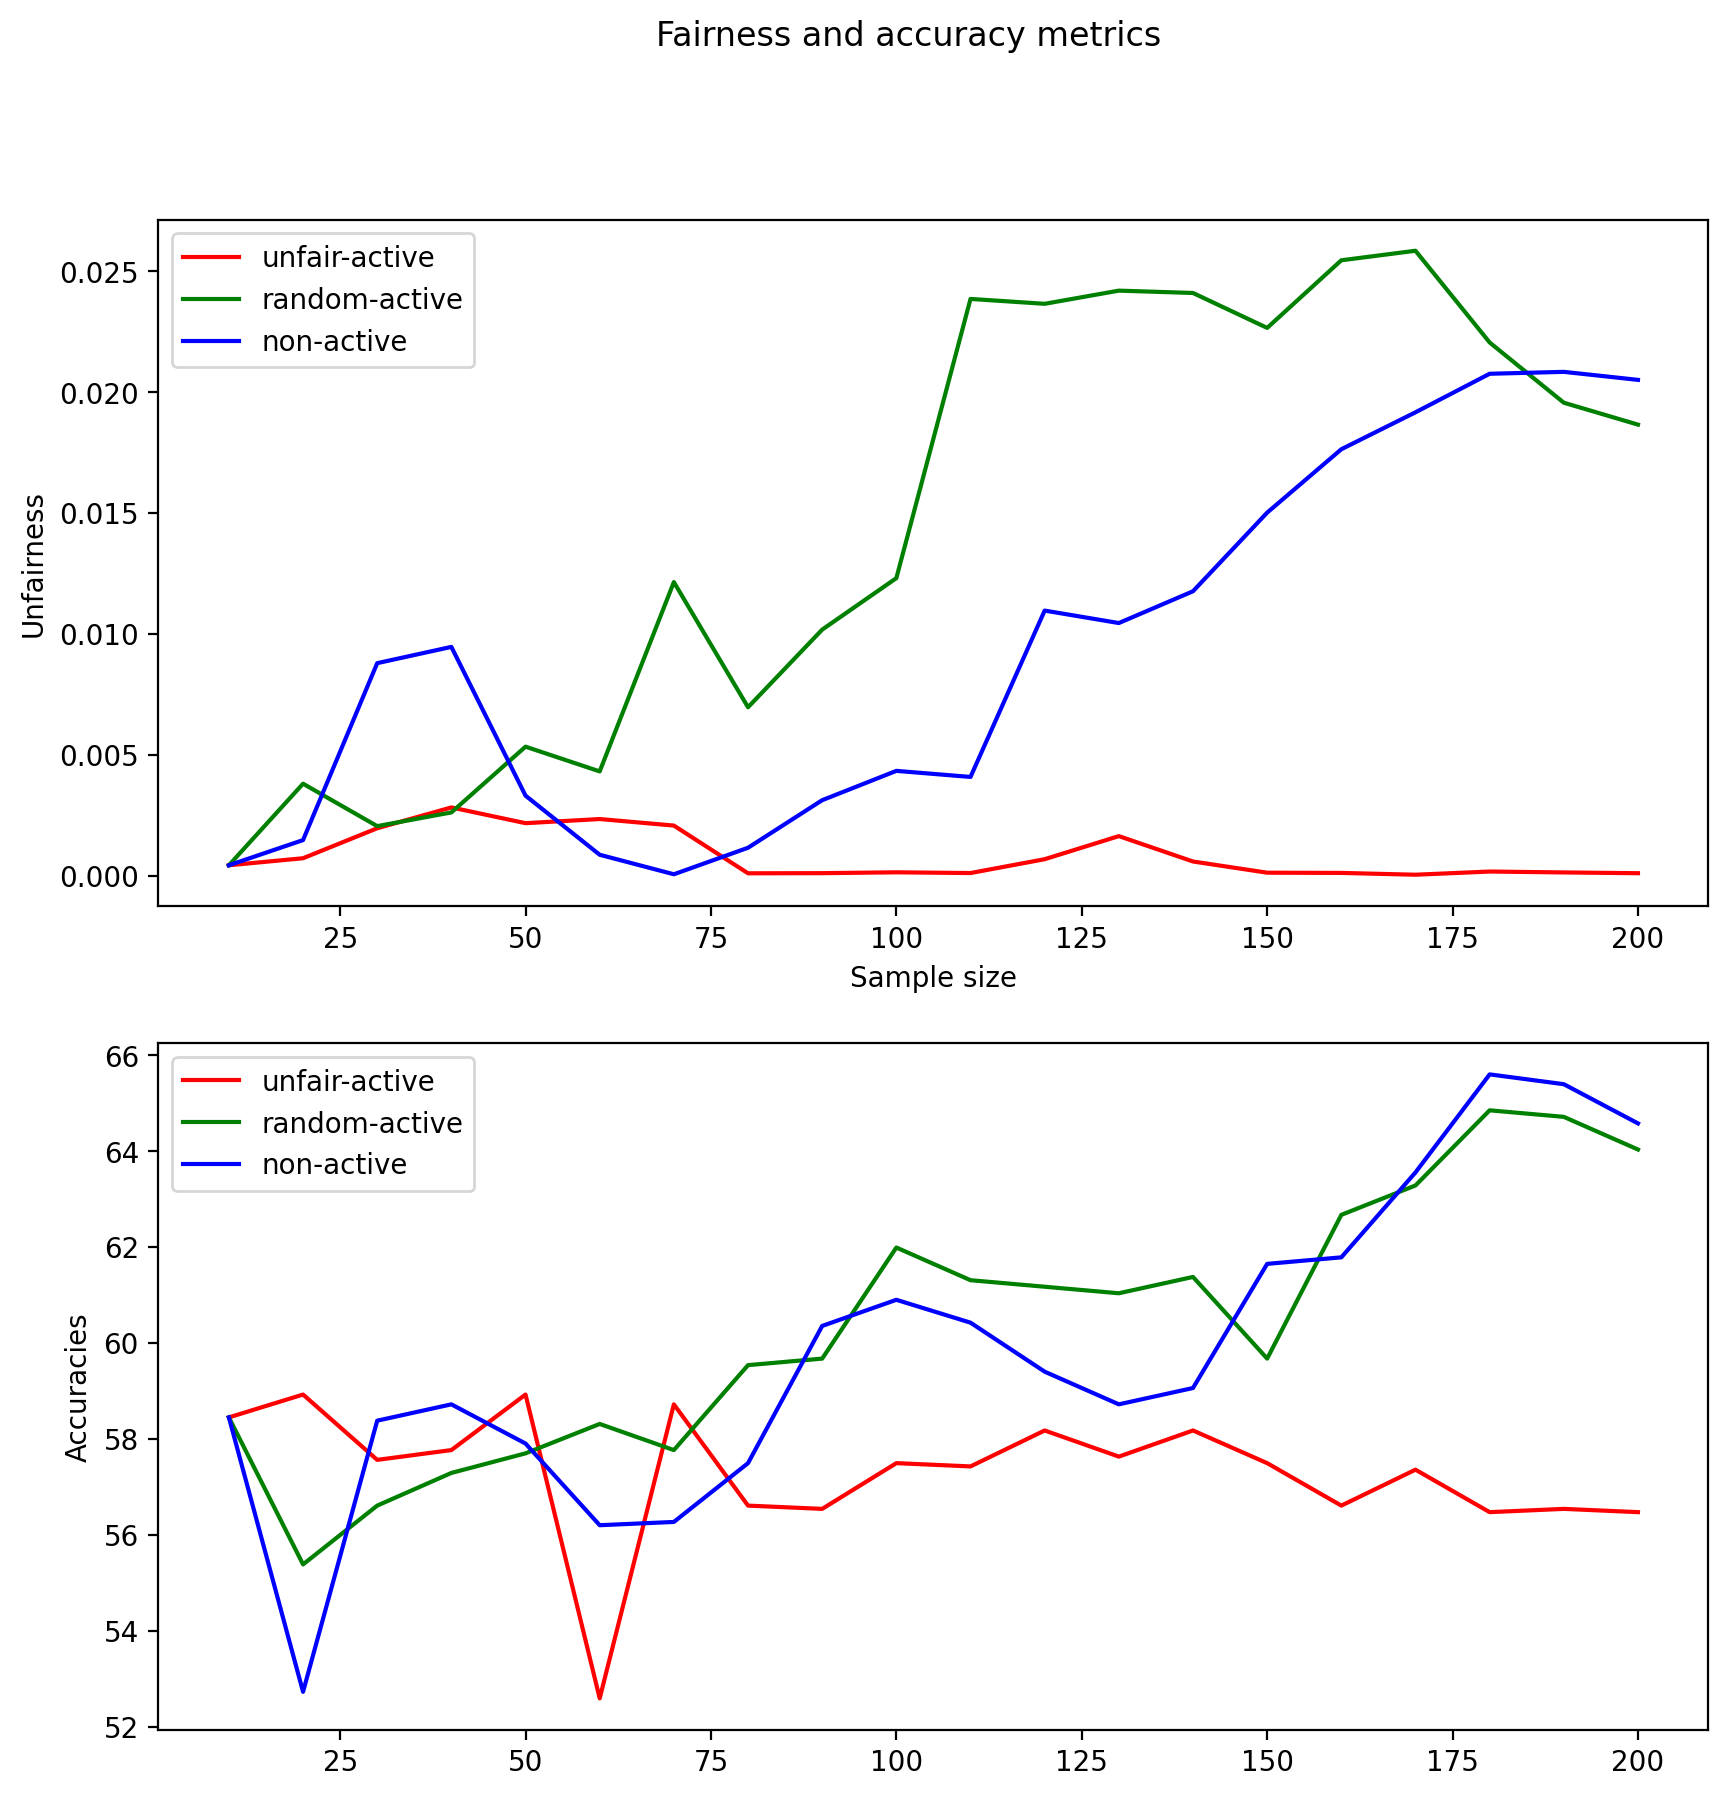 Fairness and accuracy metrics
unfair-active
random-active
non-active
0.025
0.020
0.015
0.010
0.005
0.000
Unfairness
25 50 75 100 125 150 175 200
Sample size
unfair-active
random-active
non-active
66
64
62
60
58
56
54
52
Accuracies
25 50 75 100 125 150 175 200